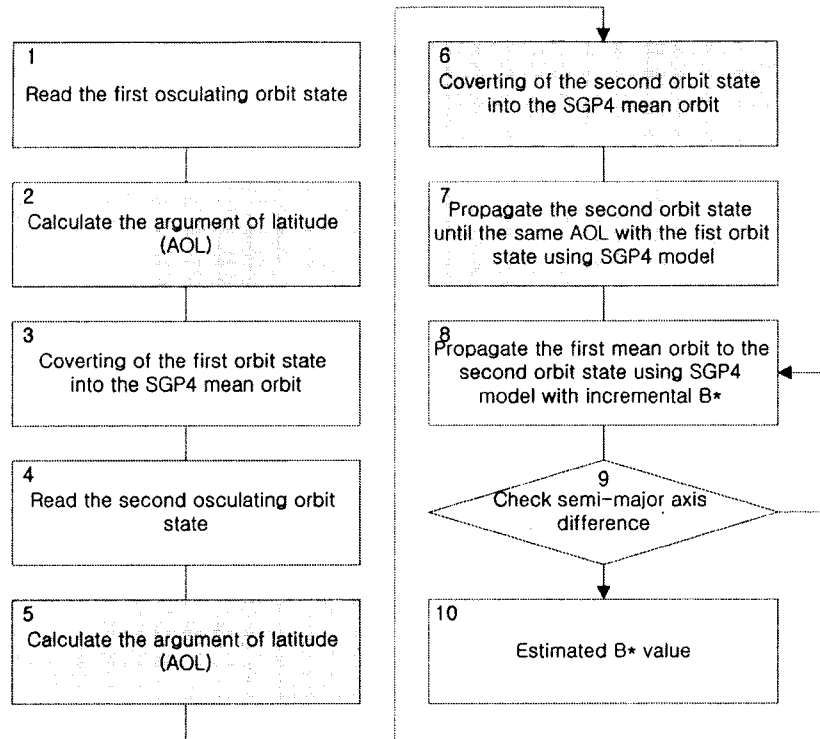 1
Read the first osculating orbit state
2
Calculate the argument of latitude
(AOL)
3
Coverting of the first orbit state
into the SGP4 mean orbit
4
Read the second osculating orbit
state
5
Calculate the argument of latitude
(AOL)
6
Coverting of the second orbit state
into the SGP4 mean orbit
7
Propagate the second orbit state
until the same AOL with the fist orbit
state using SGP4 model
8
Propagate the first mean orbit to the
second orbit state using SGP4
model with incremental B*
9
Check semi-major axis
difference
10
Estimated B* value